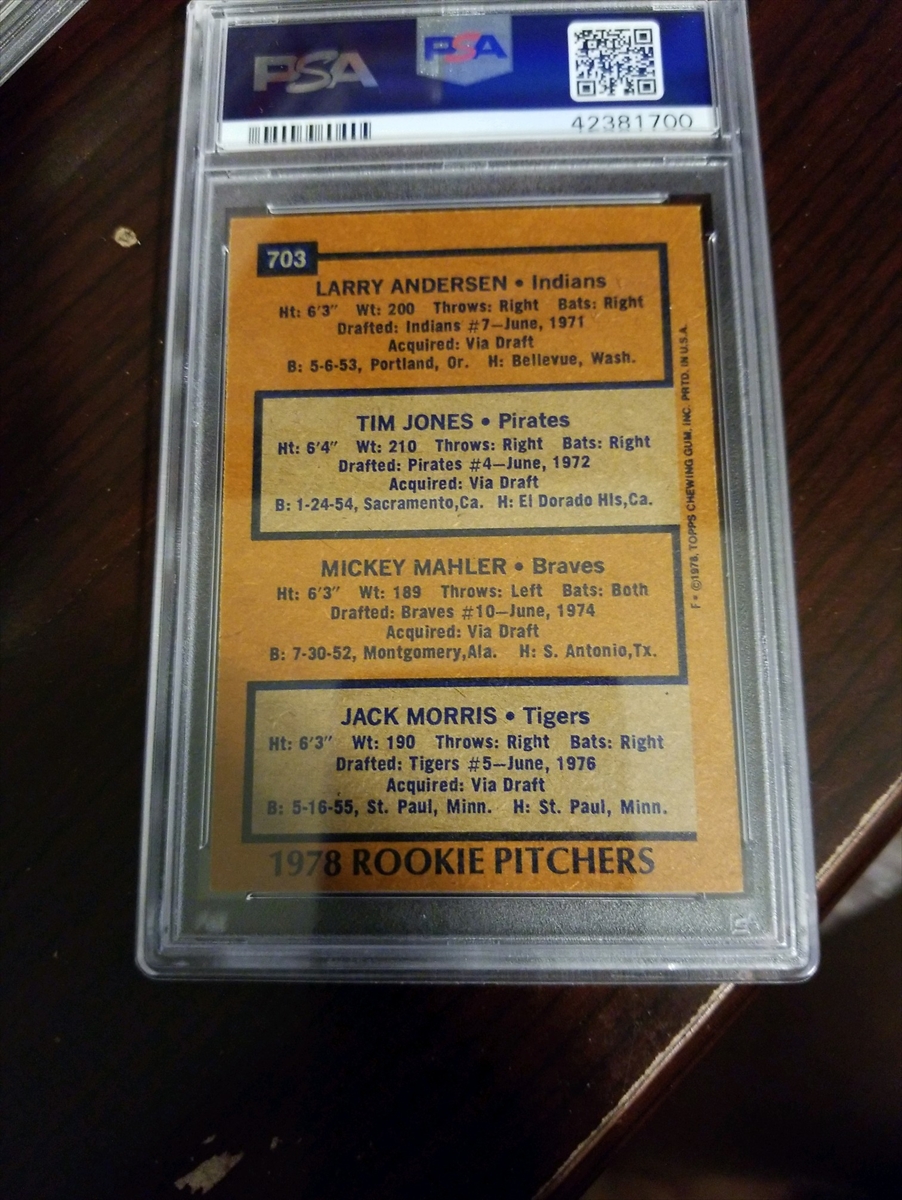 PSA PSA
42381700
703
LARRY ANDERSEN • Indians
Ht: 6'3" Wt: 200 Throws: Right Bats: Right
Drafted: Indians #7—June, 1971
Acquired: Via Draft
B: 5-6-53, Portland, Or. H: Bellevue, Wash.
TIM JONES • Pirates
Ht: 6'4" Wt: 210 Throws: Right Bats: Right
Drafted: Pirates #4—June, 1972
Acquired: Via Draft
B: 1-24-54, Sacramento,Ca. H: El Dorado Hls,Ca.
MICKEY MAHLER • Braves
Ht: 6'3" Wt: 189 Throws: Left Bats: Both
Drafted: Braves #10—June, 1974
Acquired: Via Draft
B: 7-30-52, Montgomery,Ala. H: S. Antonio,Tx.
JACK MORRIS • Tigers
Ht: 6'3" Wt: 190 Throws: Right Bats: Right
Drafted: Tigers #5—June, 1976
Acquired: Via Draft
B: 5-16-55, St. Paul, Minn. H: St. Paul, Minn.
1978 ROOKIE PITCHERS
F* ©1978, TOPPS CHEWING GUM, INC. PRTD. IN U.S.A.